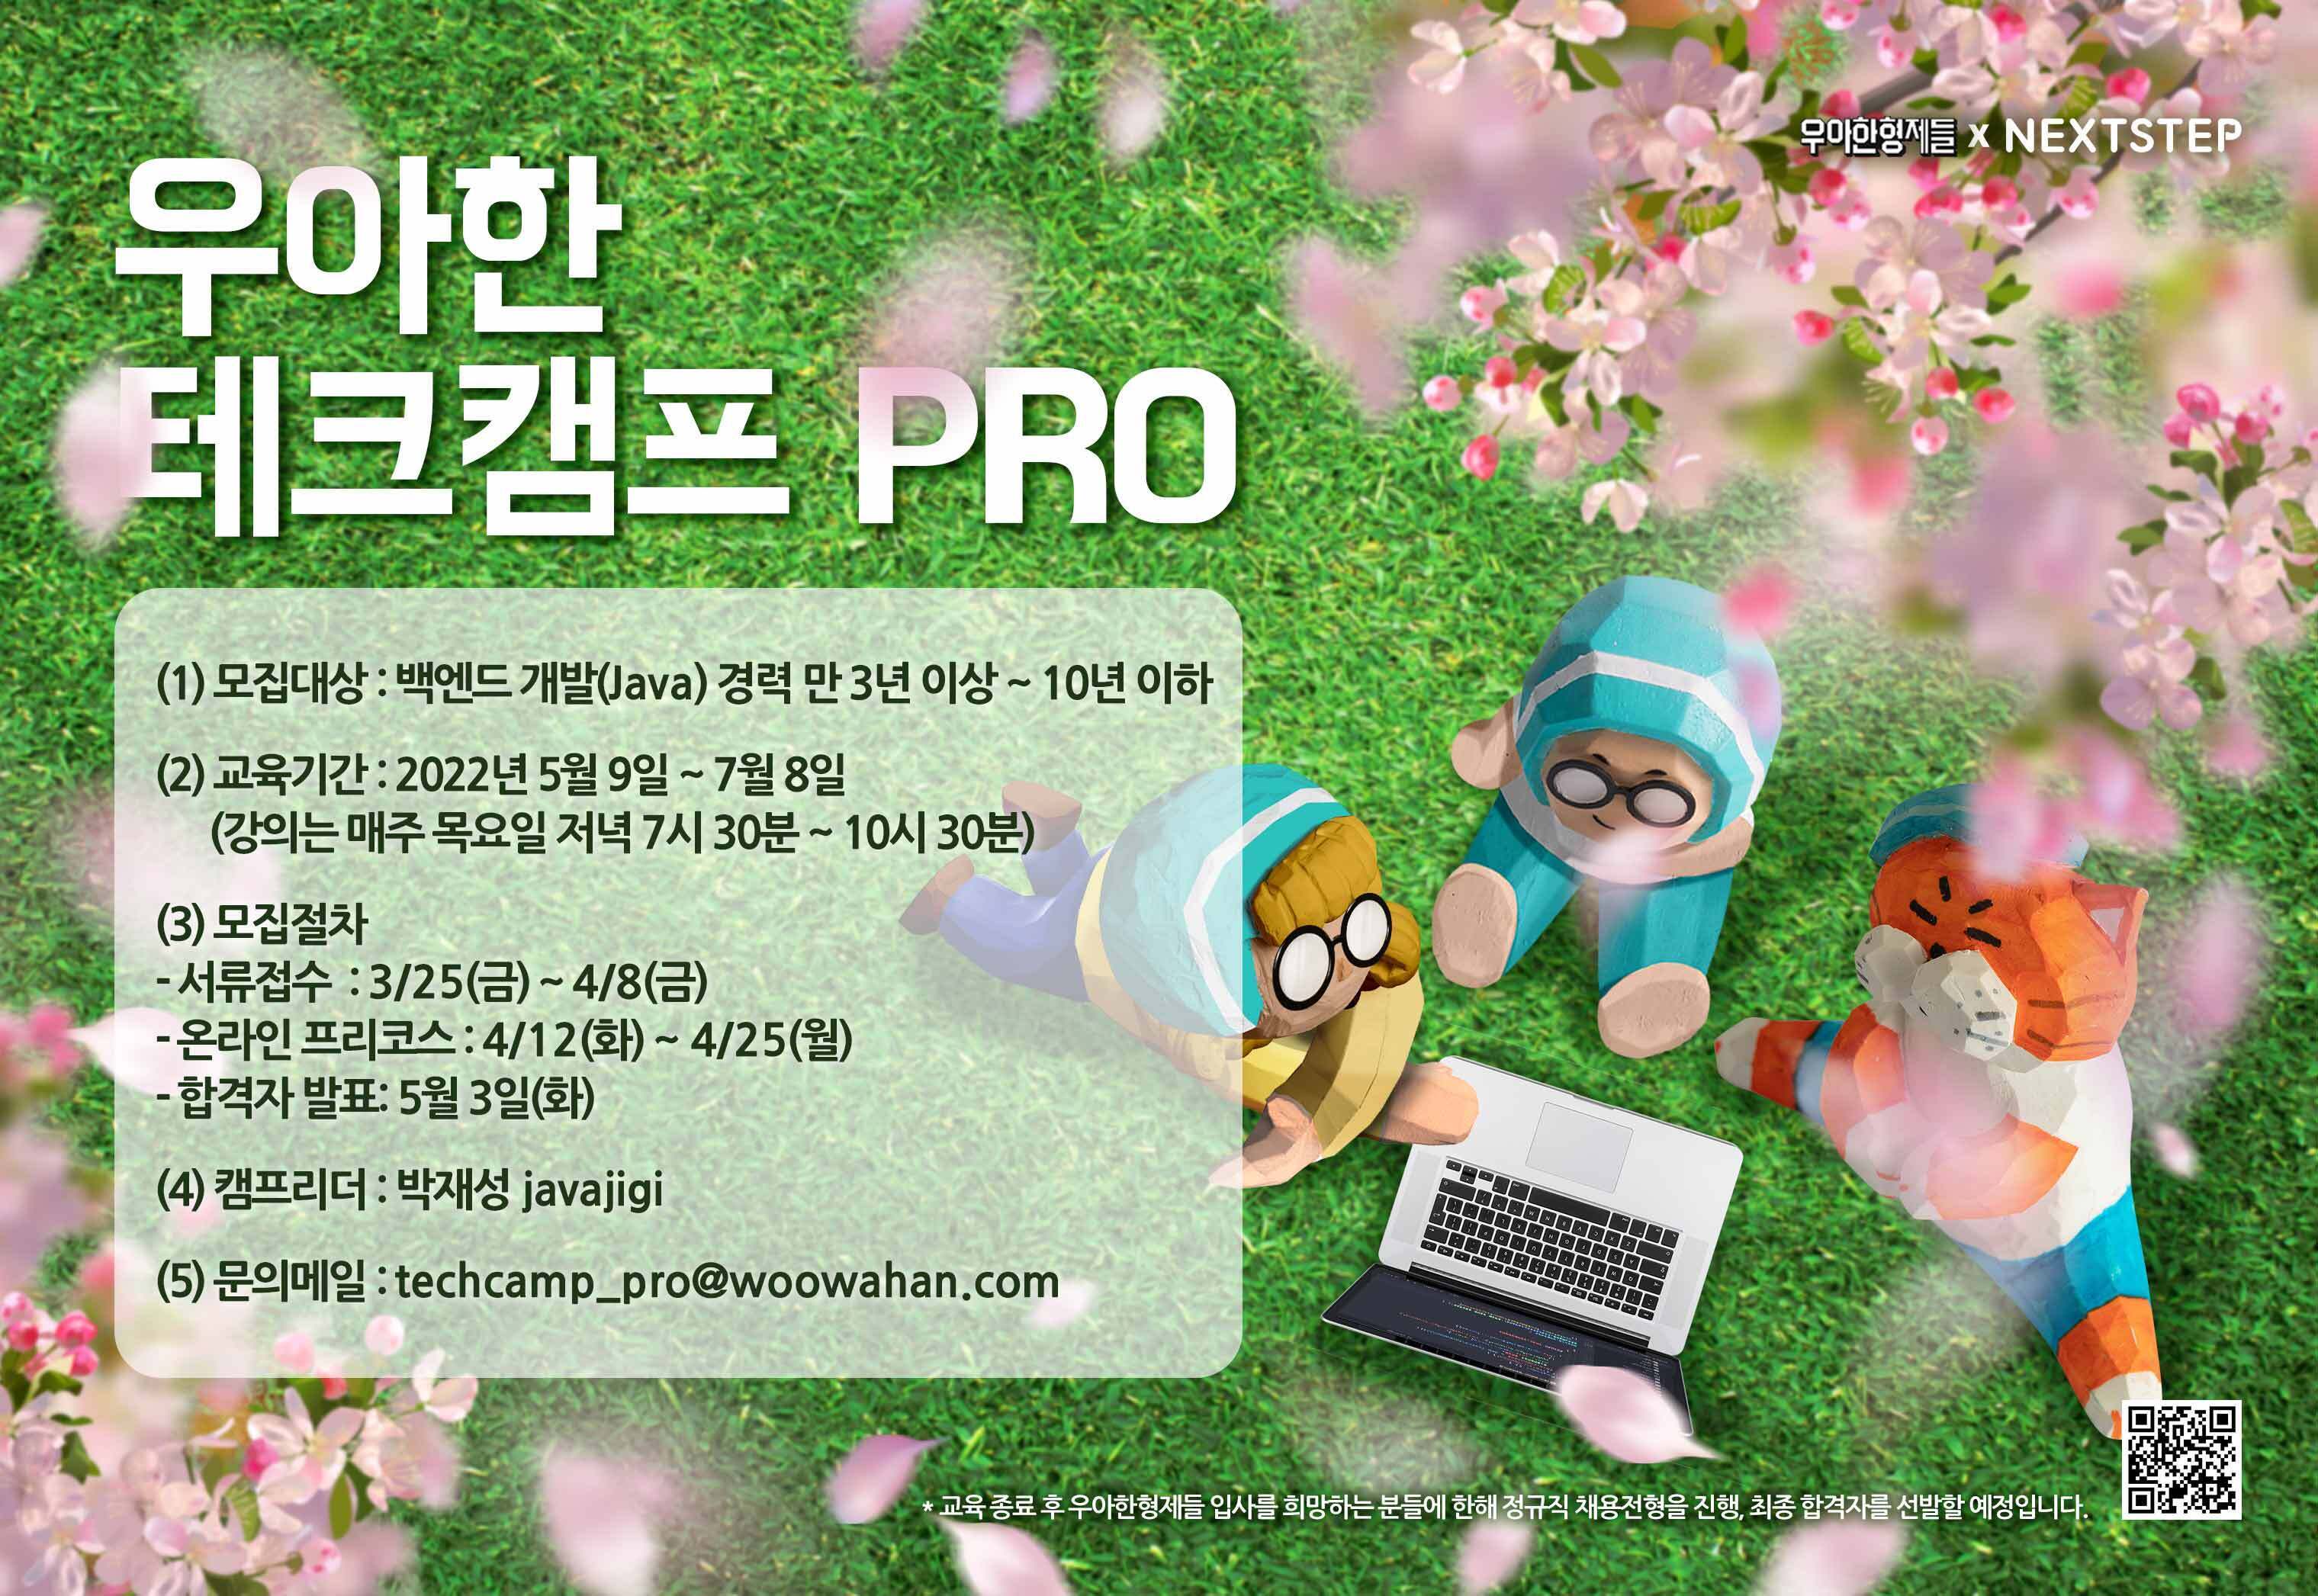 우아한형제들 x NEXTSTEP
우아한
테크캠프 PRO
(1) 모집대상 : 백엔드 개발(Java) 경력 만 3년 이상 ~ 10년 이하
(2) 교육기간 : 2022년 5월 9일 ~ 7월 8일
(강의는 매주 목요일 저녁 7시 30분 ~ 10시 30분)
(3) 모집절차
- 서류접수 : 3/25(금) ~ 4/8(금)
- 온라인 프리코스 : 4/12(화) ~ 4/25(월)
- 합격자 발표: 5월 3일(화)
(4) 캠프리더 : 박재성 javajigi
(5) 문의메일 : techcamp_pro@woowahan.com
* 교육 종료 후 우아한형제들 입사를 희망하는 분들에 한해 정규직 채용전형을 진행, 최종 합격자를 선발할 예정입니다.